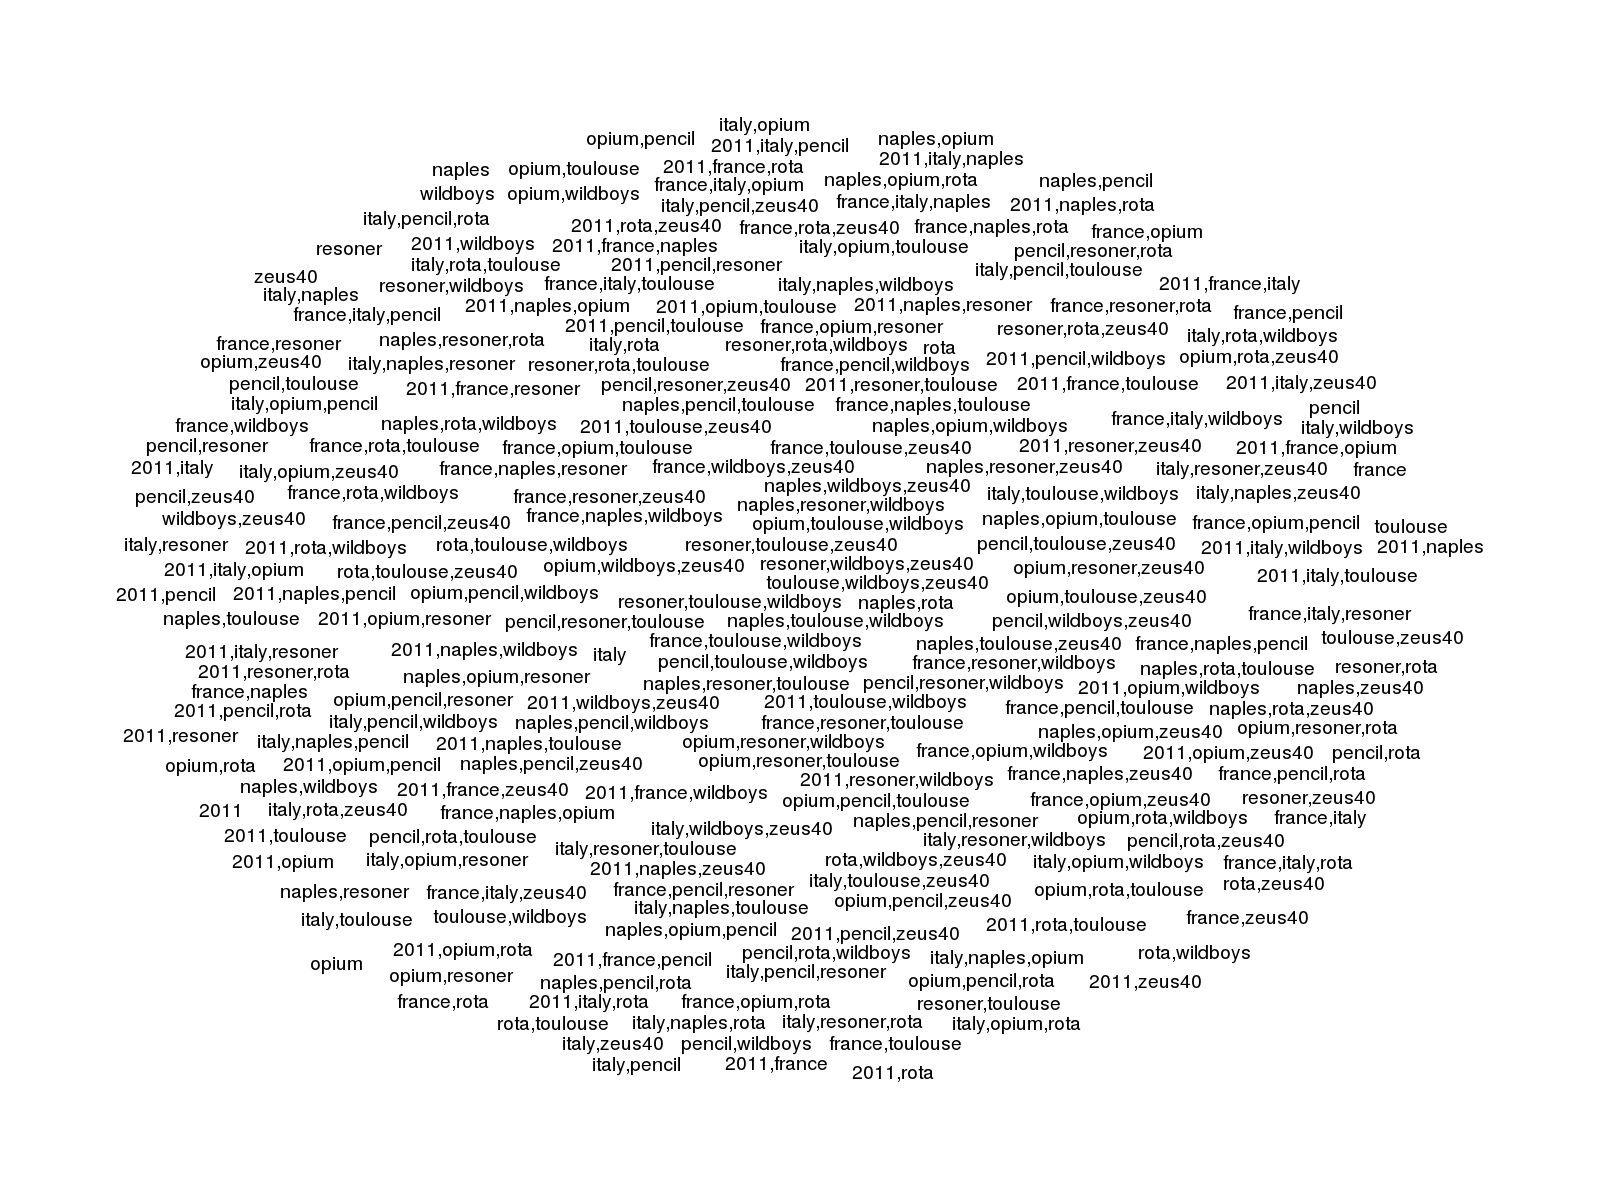 italy,opium
opium,pencil 2011,italy,pencil naples,opium
naples opium,toulouse 2011,france,rota 2011,italy,naples
wildboys opium,wildboys france,italy,opium naples,opium,rota naples,pencil
italy,pencil,zeus40 france,italy,naples 2011,naples,rota
italy,pencil,rota 2011,rota,zeus40 france,rota,zeus40 france,naples,rota france,opium
resoner 2011,wildboys 2011,france,naples italy,opium,toulouse pencil,resoner,rota
italy,rota,toulouse 2011,pencil,resoner italy,pencil,toulouse
zeus40 resoner,wildboys france,italy,toulouse italy,naples,wildboys 2011,france,italy
italy,naples 2011,naples,opium 2011,opium,toulouse 2011,naples,resoner france,resoner,rota
france,italy,pencil 2011,pencil,toulouse france,opium,resoner resoner,rota,zeus40 france,pencil
france,resoner naples,resoner,rota italy,rota resoner,rota,wildboys rota italy,rota,wildboys
opium,zeus40 italy,naples,resoner resoner,rota,toulouse france,pencil,wildboys 2011,pencil,wildboys opium,rota,zeus40
pencil,toulouse 2011,france,resoner pencil,resoner,zeus40 2011,resoner,toulouse 2011,france,toulouse 2011,italy,zeus40
italy,opium,pencil naples,pencil,toulouse france,naples,toulouse pencil
france,wildboys naples,rota,wildboys 2011,toulouse,zeus40 naples,opium,wildboys france,italy,wildboys italy,wildboys
pencil,resoner france,rota,toulouse france,opium,toulouse france,toulouse,zeus40 2011,resoner,zeus40 2011,france,opium
2011,italy italy,opium,zeus40 france,naples,resoner france,wildboys,zeus40 naples,resoner,zeus40 italy,resoner,zeus40 france
pencil,zeus40 france,rota,wildboys france,resoner,zeus40 naples,wildboys,zeus40 italy,toulouse,wildboys italy,naples,zeus40
naples,resoner,wildboys
wildboys,zeus40 france,pencil,zeus40 france,naples,wildboys opium,toulouse,wildboys naples,opium,toulouse france,opium,pencil toulouse
italy,resoner 2011,rota,wildboys rota,toulouse,wildboys resoner,toulouse,zeus40 pencil,toulouse,zeus40 2011,italy,wildboys 2011,naples
2011,italy,opium rota,toulouse,zeus40 opium,wildboys,zeus40 resoner,wildboys,zeus40 opium,resoner,zeus40 2011,italy,toulouse
toulouse,wildboys,zeus40
2011,pencil 2011,naples,pencil opium,pencil,wildboys resoner,toulouse,wildboys naples,rota opium,toulouse,zeus40
naples,toulouse 2011,opium,resoner pencil,resoner,toulouse naples,toulouse,wildboys pencil,wildboys,zeus40 france,italy,resoner
france,toulouse,wildboys naples,toulouse,zeus40 france,naples,pencil toulouse,zeus40
2011,italy,resoner 2011,naples,wildboys italy pencil,toulouse,wildboys france,resoner,wildboys naples,rota,toulouse resoner,rota
2011,resoner,rota naples,opium,resoner naples,resoner,toulouse pencil,resoner,wildboys 2011,opium,wildboys naples,zeus40
france,naples opium,pencil,resoner 2011,wildboys,zeus40 2011,toulouse,wildboys france,pencil,toulouse naples,rota,zeus40
2011,pencil,rota italy,pencil,wildboys naples,pencil,wildboys france,resoner,toulouse naples,opium,zeus40 opium,resoner,rota
2011,resoner italy,naples,pencil 2011,naples,toulouse opium,resoner,wildboys france,opium,wildboys 2011,opium,zeus40 pencil,rota
opium,rota 2011,opium,pencil naples,pencil,zeus40 opium,resoner,toulouse france,naples,zeus40 france,pencil,rota
naples,wildboys 2011,france,zeus40 2011,france,wildboys 2011,resoner,wildboys france,opium,zeus40 resoner,zeus40
2011 italy,rota,zeus40 france,naples,opium opium,pencil,toulouse opium,rota,wildboys france,italy
2011,toulouse pencil,rota,toulouse italy,wildboys,zeus40 naples,pencil,resoner italy,resoner,wildboys pencil,rota,zeus40
2011,opium italy,opium,resoner italy,resoner,toulouse rota,wildboys,zeus40 italy,opium,wildboys france,italy,rota
2011,naples,zeus40
naples,resoner france,italy,zeus40 france,pencil,resoner italy,toulouse,zeus40 opium,rota,toulouse rota,zeus40
italy,toulouse toulouse,wildboys italy,naples,toulouse opium,pencil,zeus40 france,zeus40
naples,opium,pencil 2011,pencil,zeus40 2011,rota,toulouse
opium 2011,opium,rota 2011,france,pencil pencil,rota,wildboys italy,naples,opium rota,wildboys
opium,resoner naples,pencil,rota italy,pencil,resoner opium,pencil,rota 2011,zeus40
france,rota 2011,italy,rota france,opium,rota resoner,toulouse
rota,toulouse italy,naples,rota italy,resoner,rota italy,opium,rota
italy,zeus40 pencil,wildboys france,toulouse
italy,pencil 2011,france 2011,rota